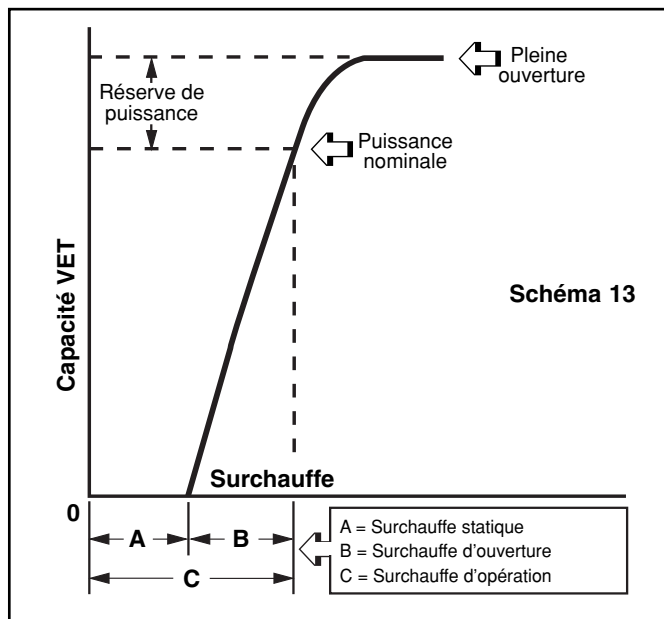 Pleine
ouverture
Réserve de
puissance
Puissance
nominale
Capacité VET
Schéma 13
Surchauffe
0
A
B
C
A = Surchauffe statique
B = Surchauffe d'ouverture
C = Surchauffe d'opération